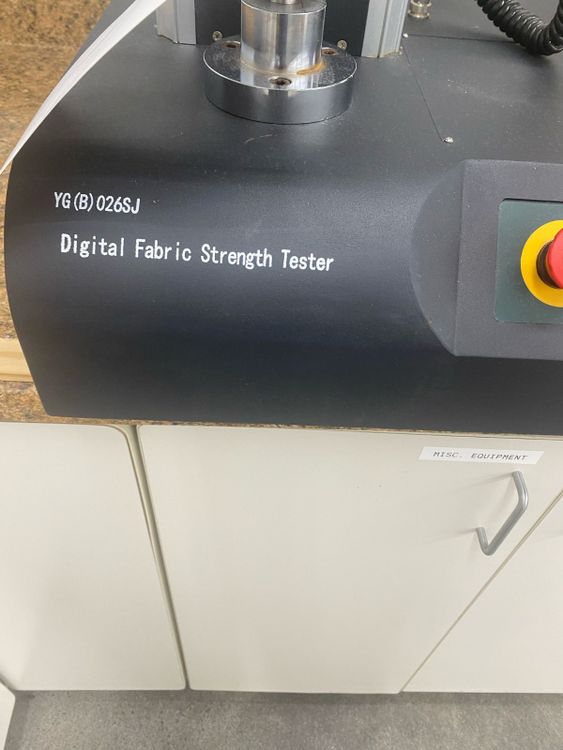 YG(B)026SJ
Digital Fabric Strength Tester
MISC. EQUIPMENT